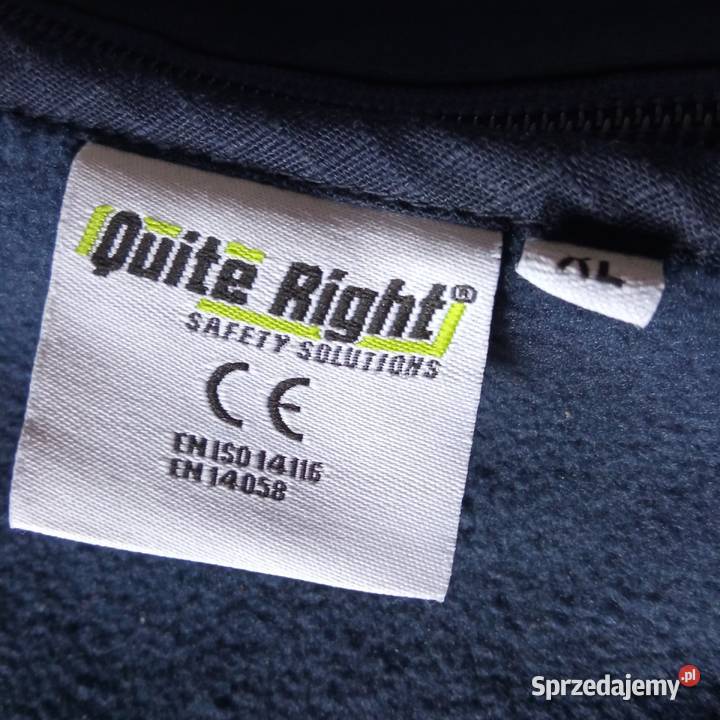 Quite Right®
SAFETY SOLUTIONS
CE
EN ISO 14116
EN 14058
Sprzedajemy.pl